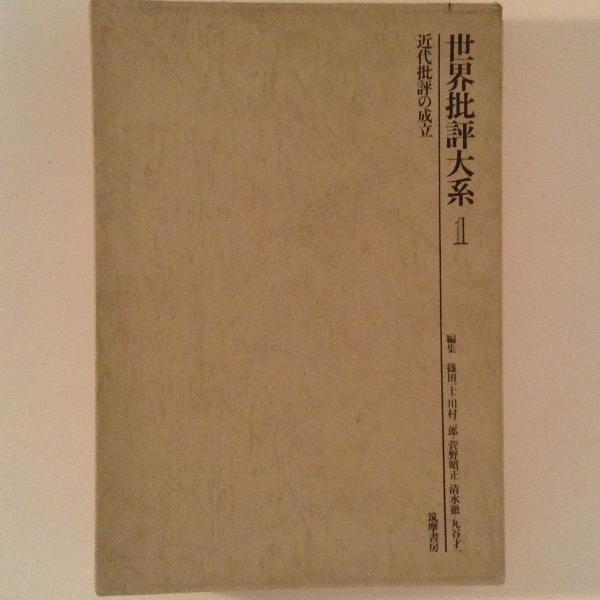 世界批評大系 1
編集 篠田一士 川村二郎 菅野昭正 清水徹 丸谷才一
近代批評の成立
筑摩書房